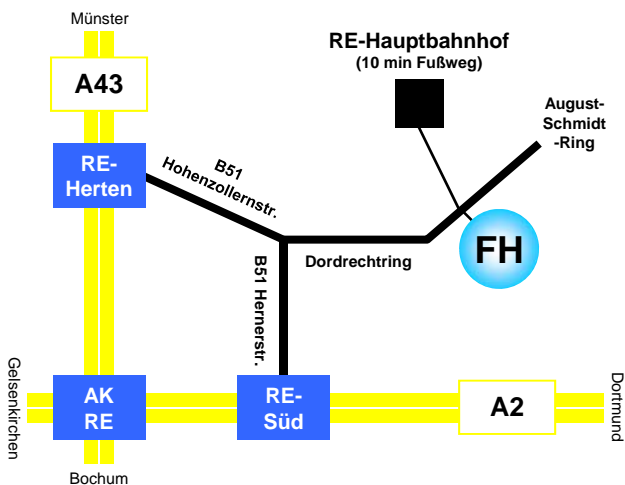 Münster
A43
RE-Hauptbahnhof
(10 min Fußweg)
August-
Schmidt
-Ring
RE-
Herten
B51
Hohenzollernstr.
FH
Dordrechtring
B51 Hernerstr.
Gelsenkirchen
AK
RE
RE-
Süd
A2
Dortmund
Bochum